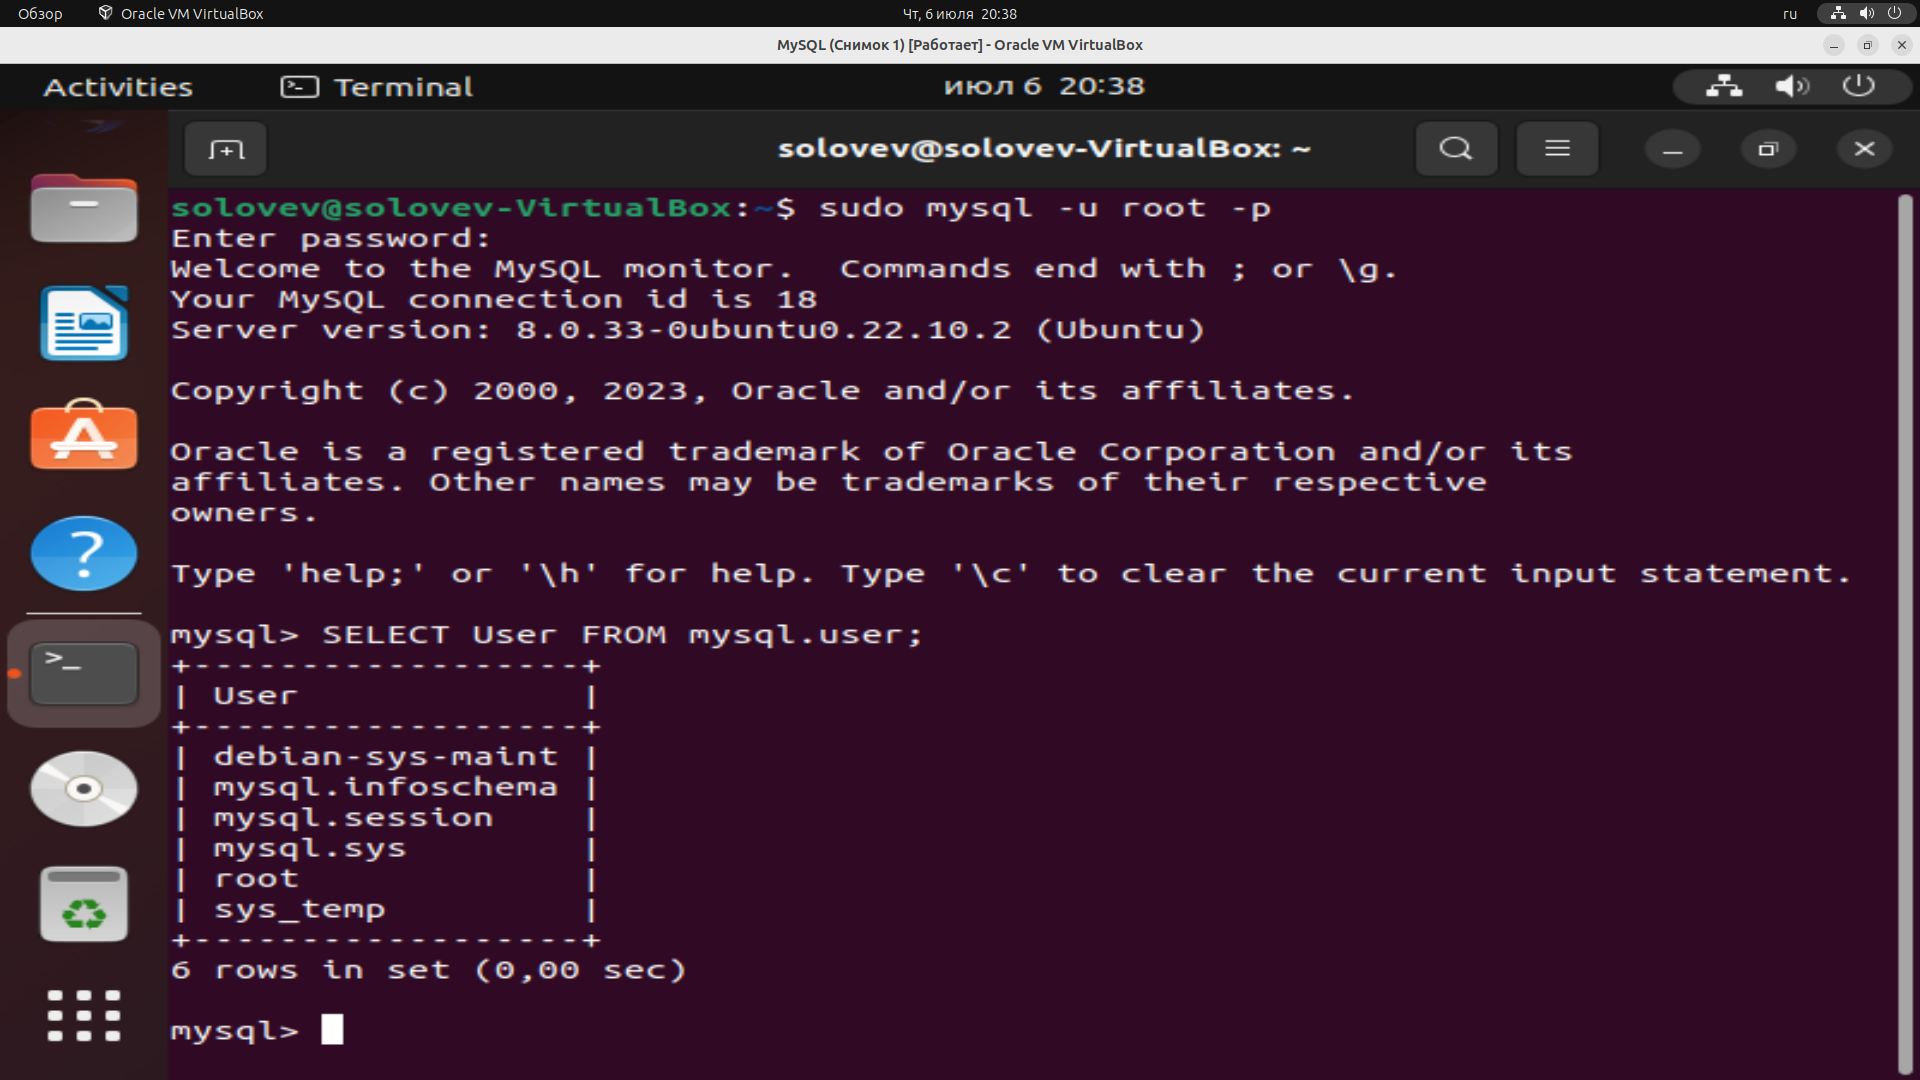 Обзор Oracle VM VirtualBox Чт, 6 июля 20:38 ru
MySQL (Снимок 1) [Работает] - Oracle VM VirtualBox
Activities Terminal июл 6 20:38
solovev@solovev-VirtualBox: ~
solovev@solovev-VirtualBox:~$ sudo mysql -u root -p
Enter password:
Welcome to the MySQL monitor.  Commands end with ; or \g.
Your MySQL connection id is 18
Server version: 8.0.33-0ubuntu0.22.10.2 (Ubuntu)
Copyright (c) 2000, 2023, Oracle and/or its affiliates.
Oracle is a registered trademark of Oracle Corporation and/or its
affiliates. Other names may be trademarks of their respective
owners.
Type 'help;' or '\h' for help. Type '\c' to clear the current input statement.
mysql> SELECT User FROM mysql.user;
+------------------+
| User             |
+------------------+
| debian-sys-maint |
| mysql.infoschema |
| mysql.session    |
| mysql.sys        |
| root             |
| sys_temp         |
+------------------+
6 rows in set (0,00 sec)
mysql>